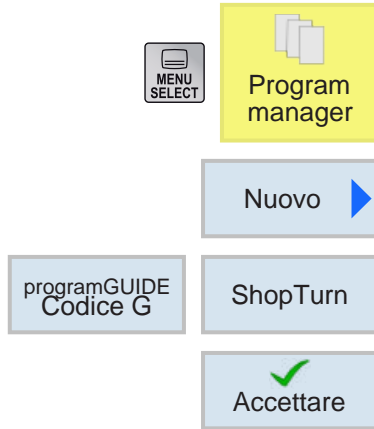 MENU
SELECT
Program
manager
Nuovo
programGUIDE
Codice G
ShopTurn
Accettare